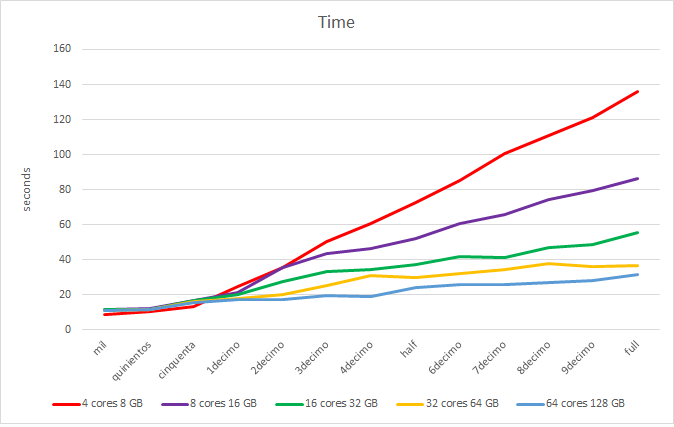 Time
160
140
120
100
80
60
40
20
0
seconds
mil
quinientos
cinquenta
1decimo
2decimo
3decimo
4decimo
half
6decimo
7decimo
8decimo
9decimo
full
4 cores 8 GB
8 cores 16 GB
16 cores 32 GB
32 cores 64 GB
64 cores 128 GB